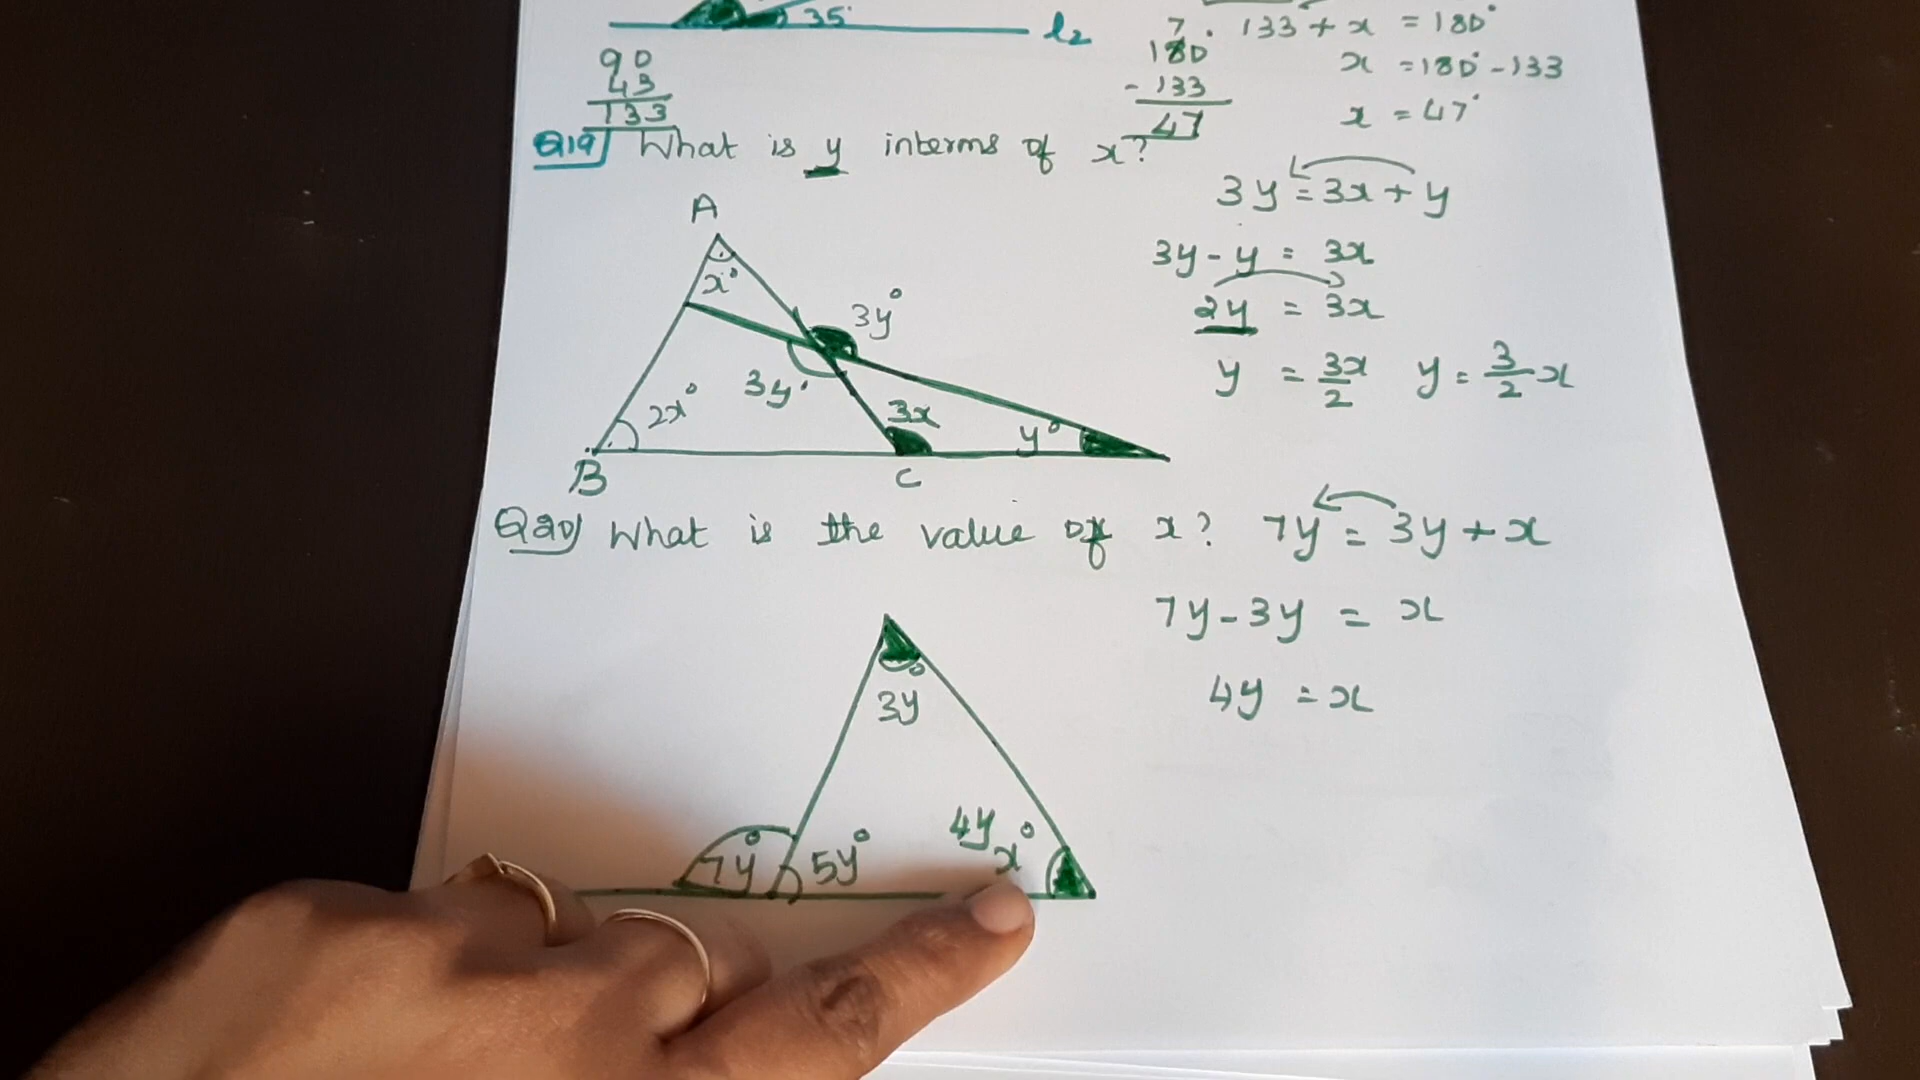 35°
l₂
7. 133 + x = 180°
180
x = 180° - 133
- 133
47
x = 47°
90
43
133
Q19) What is y interms of x?
3y = 3x + y
3y - y = 3x
2y = 3x
y = 3x/2 y = 3/2 x
A
x°
3y°
3y°
2x°
3x
y°
B
C
Q20) What is the value of x?
7y = 3y + x
7y - 3y = x
4y = x
3y°
4y
x°
7y°
5y°